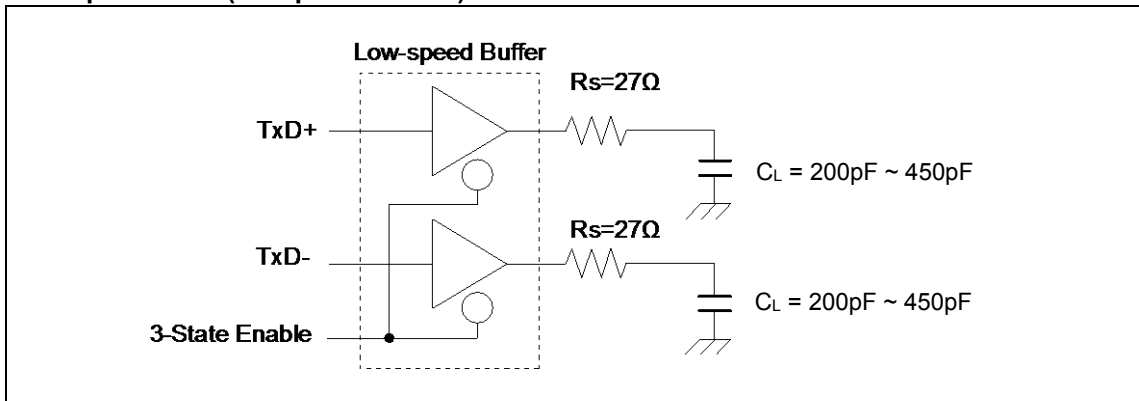 Low-speed Buffer
Rs=27Ω
TxD+
CL = 200pF ~ 450pF
Rs=27Ω
TxD-
CL = 200pF ~ 450pF
3-State Enable